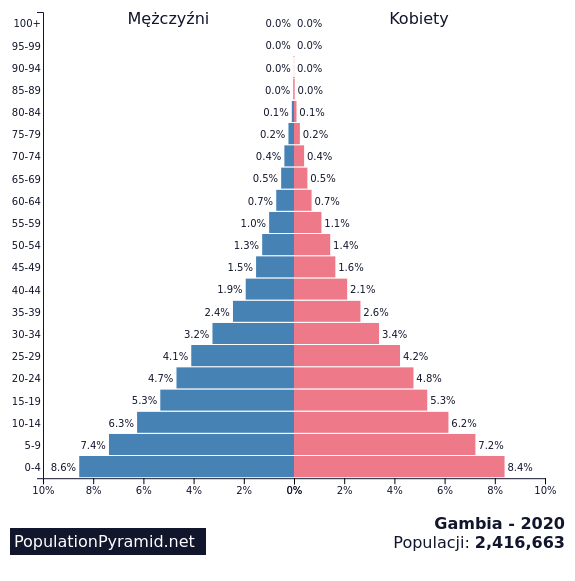 Mężczyźni Kobiety
100+ 0.0% 0.0%
95-99 0.0% 0.0%
90-94 0.0% 0.0%
85-89 0.0% 0.0%
80-84 0.1% 0.1%
75-79 0.2% 0.2%
70-74 0.4% 0.4%
65-69 0.5% 0.5%
60-64 0.7% 0.7%
55-59 1.0% 1.1%
50-54 1.3% 1.4%
45-49 1.5% 1.6%
40-44 1.9% 2.1%
35-39 2.4% 2.6%
30-34 3.2% 3.4%
25-29 4.1% 4.2%
20-24 4.7% 4.8%
15-19 5.3% 5.3%
10-14 6.3% 6.2%
5-9 7.4% 7.2%
0-4 8.6% 8.4%
10% 8% 6% 4% 2% 0% 2% 4% 6% 8% 10%
Gambia - 2020
PopulationPyramid.net Populacji: 2,416,663